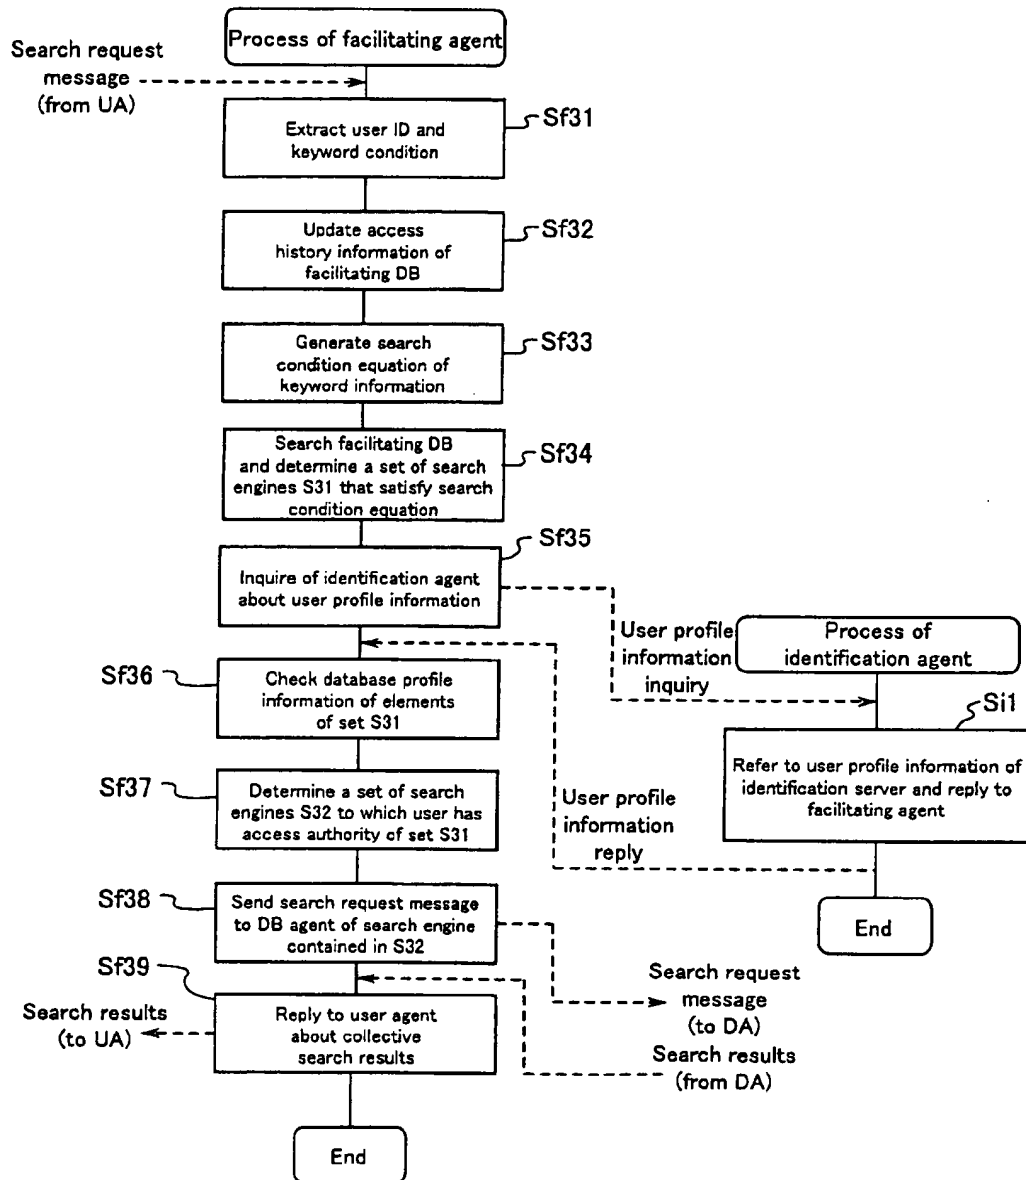 Process of facilitating agent
Search request
message
(from UA)
Sf31
Extract user ID and
keyword condition
Sf32
Update access
history information of
facilitating DB
Sf33
Generate search
condition equation of
keyword information
Sf34
Search facilitating DB
and determine a set of search
engines S31 that satisfy search
condition equation
Sf35
Inquire of identification agent
about user profile information
User profile
information
inquiry
Process of
identification agent
Sf36
Check database profile
information of elements
of set S31
Si1
Refer to user profile information of
identification server and reply to
facilitating agent
Sf37
Determine a set of search
engines S32 to which user has
access authority of set S31
User profile
information
reply
Sf38
Send search request message
to DB agent of search engine
contained in S32
End
Sf39
Search request
message
(to DA)
Search results
(to UA)
Reply to user agent
about collective
search results
Search results
(from DA)
End